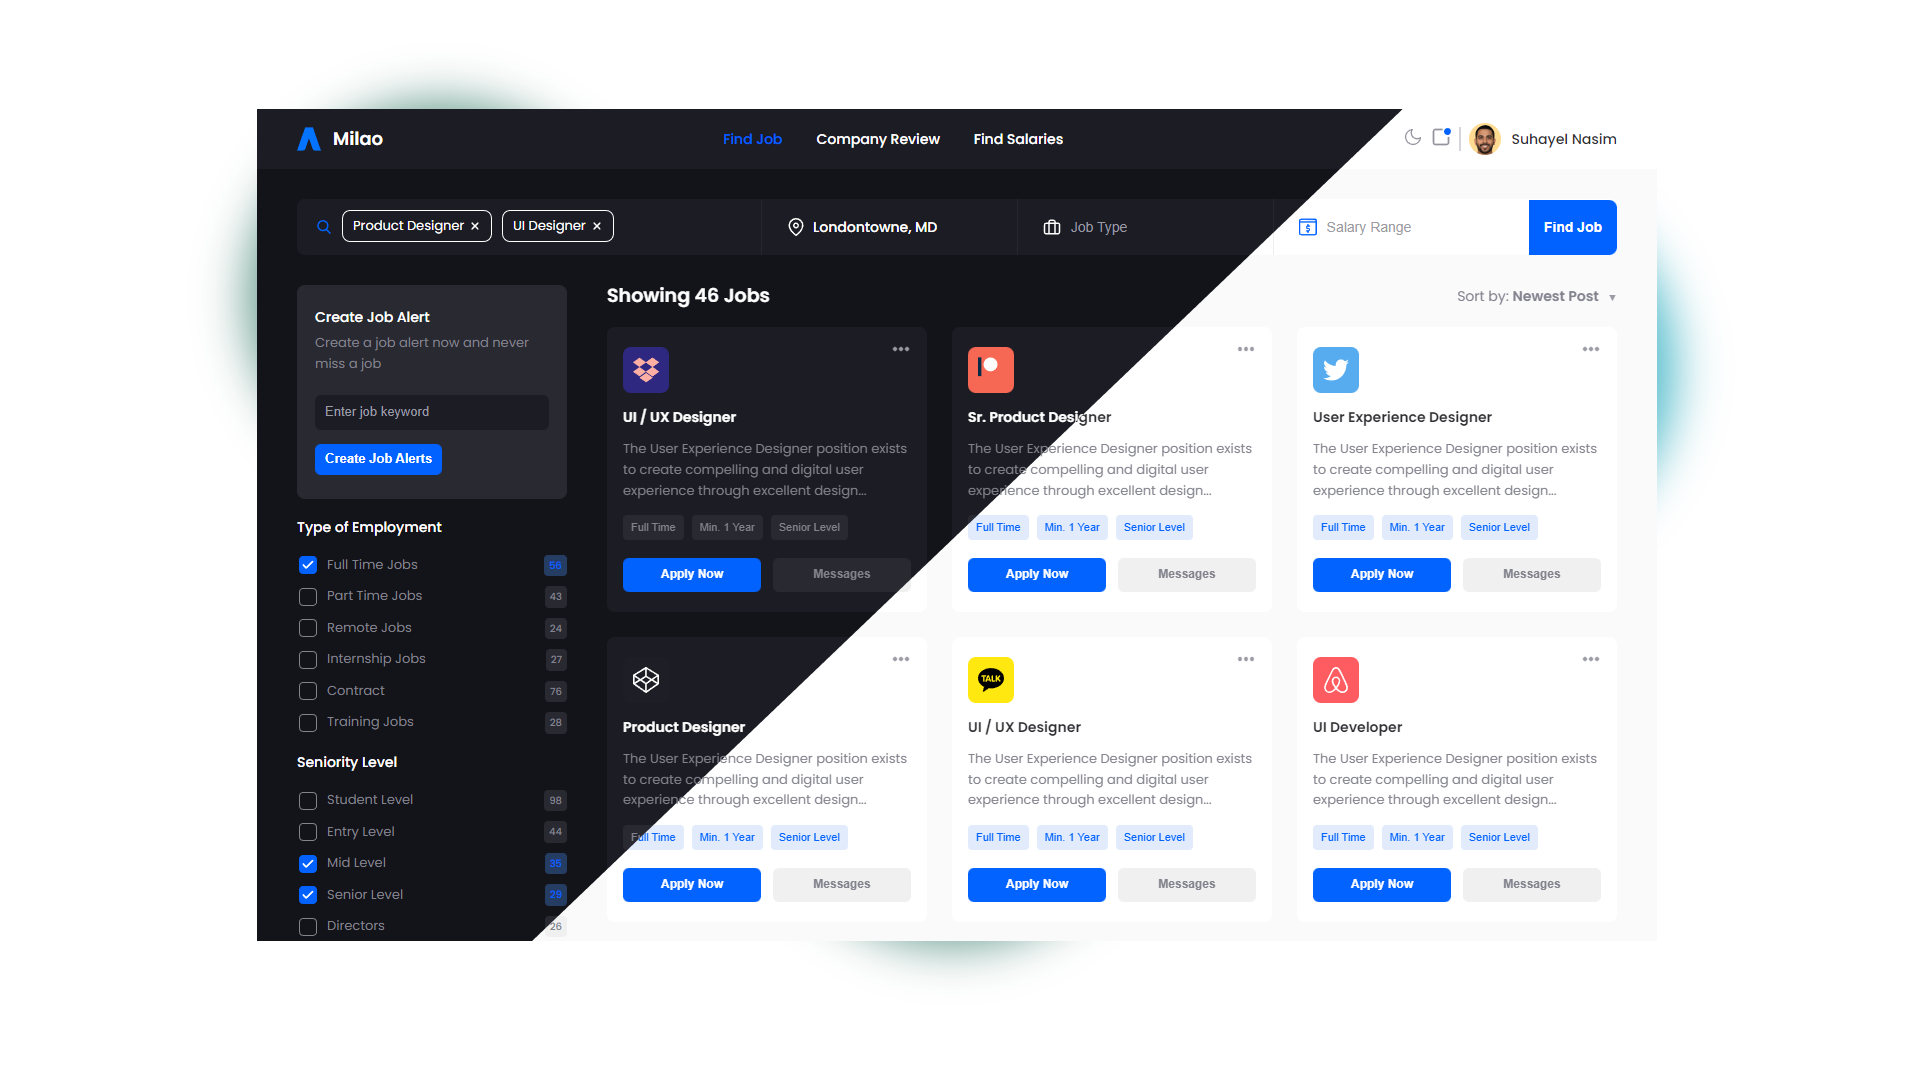 Milao
Find Job
Company Review
Find Salaries
Suhayel Nasim
Product Designer ×
UI Designer ×
Londontowne, MD
Job Type
Salary Range
Find Job
Create Job Alert
Create a job alert now and never
miss a job
Enter job keyword
Create Job Alerts
Type of Employment
Full Time Jobs 56
Part Time Jobs 43
Remote Jobs 24
Internship Jobs 27
Contract 76
Training Jobs 28
Seniority Level
Student Level 98
Entry Level 44
Mid Level 35
Senior Level 29
Directors 26
Showing 46 Jobs
Sort by: Newest Post ▾
UI / UX Designer
The User Experience Designer position exists
to create compelling and digital user
experience through excellent design...
Full Time Min. 1 Year Senior Level
Apply Now Messages
Sr. Product Designer
The User Experience Designer position exists
to create compelling and digital user
experience through excellent design...
Full Time Min. 1 Year Senior Level
Apply Now Messages
User Experience Designer
The User Experience Designer position exists
to create compelling and digital user
experience through excellent design...
Full Time Min. 1 Year Senior Level
Apply Now Messages
Product Designer
The User Experience Designer position exists
to create compelling and digital user
experience through excellent design...
Full Time Min. 1 Year Senior Level
Apply Now Messages
TALK
UI / UX Designer
The User Experience Designer position exists
to create compelling and digital user
experience through excellent design...
Full Time Min. 1 Year Senior Level
Apply Now Messages
UI Developer
The User Experience Designer position exists
to create compelling and digital user
experience through excellent design...
Full Time Min. 1 Year Senior Level
Apply Now Messages